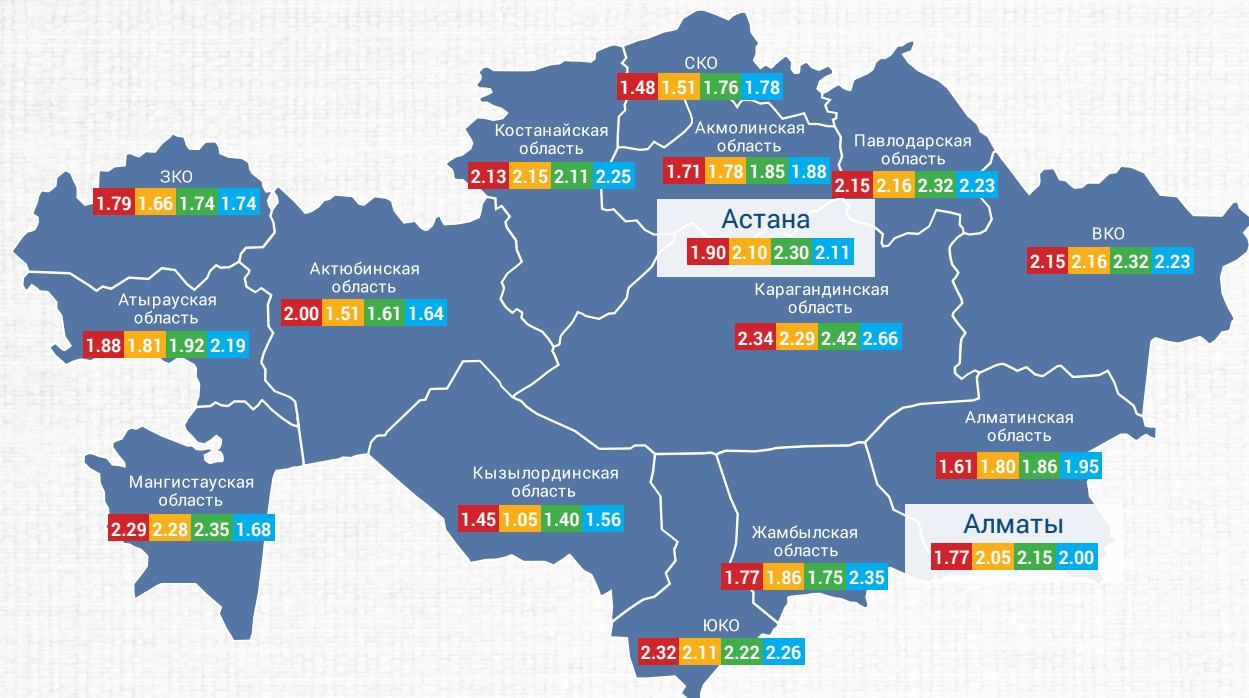 СКО
1.48 1.51 1.76 1.78
Костанайская
область
2.13 2.15 2.11 2.25
Акмолинская
область
1.71 1.78 1.85 1.88
Павлодарская
область
2.15 2.16 2.32 2.23
ЗКО
1.79 1.66 1.74 1.74
Астана
1.90 2.10 2.30 2.11
ВКО
2.15 2.16 2.32 2.23
Актюбинская
область
2.00 1.51 1.61 1.64
Атырауская
область
1.88 1.81 1.92 2.19
Карагандинская
область
2.34 2.29 2.42 2.66
Алматинская
область
1.61 1.80 1.86 1.95
Мангистауская
область
2.29 2.28 2.35 1.68
Кызылординская
область
1.45 1.05 1.40 1.56
Алматы
1.77 2.05 2.15 2.00
Жамбылская
область
1.77 1.86 1.75 2.35
ЮКО
2.32 2.11 2.22 2.26